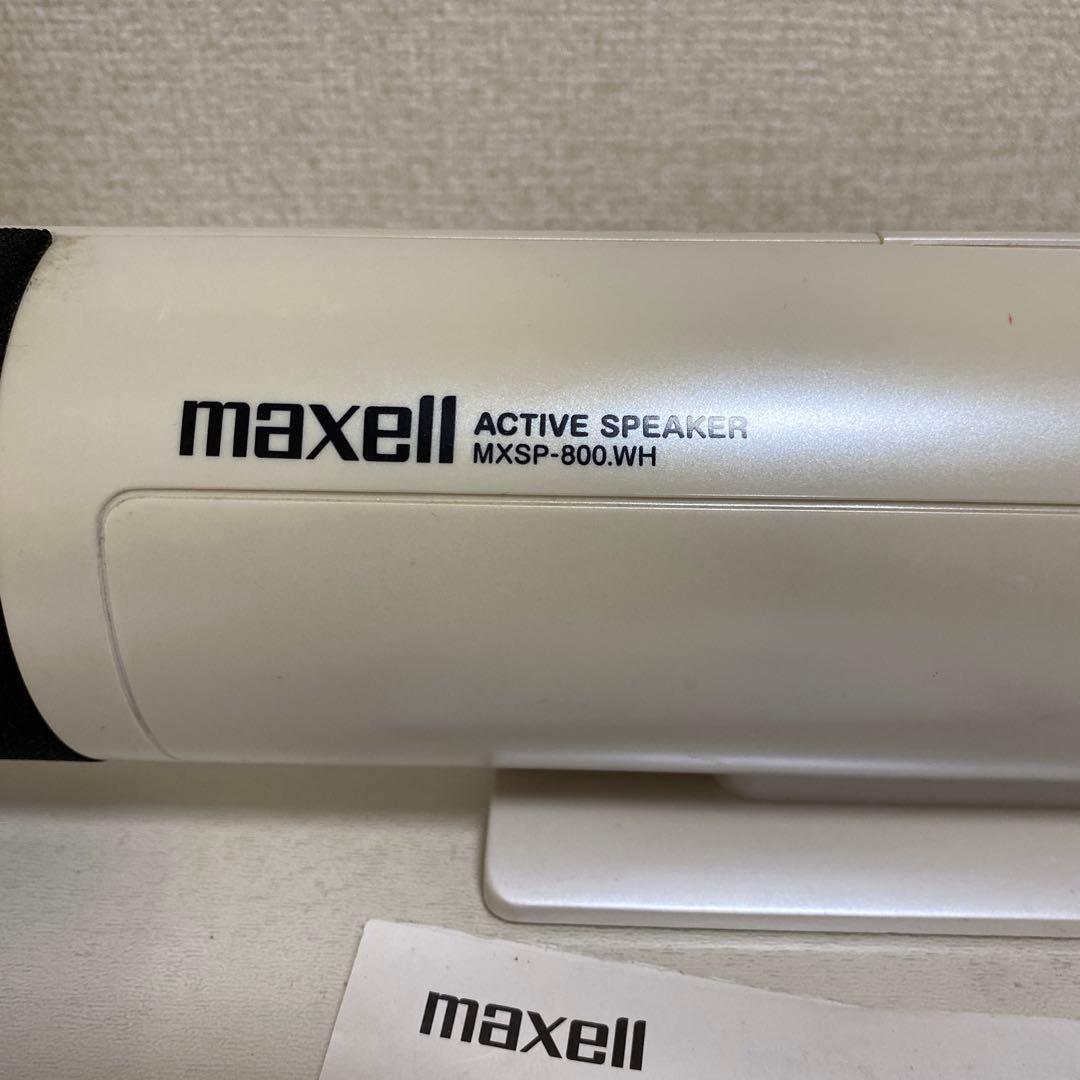 maxell ACTIVE SPEAKER
MXSP-800.WH
maxell